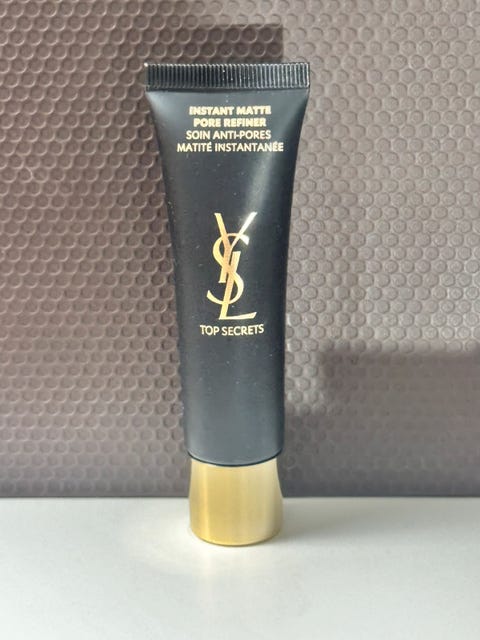 INSTANT MATTE
PORE REFINER
SOIN ANTI-PORES
MATITÉ INSTANTANÉE
YSL
TOP SECRETS